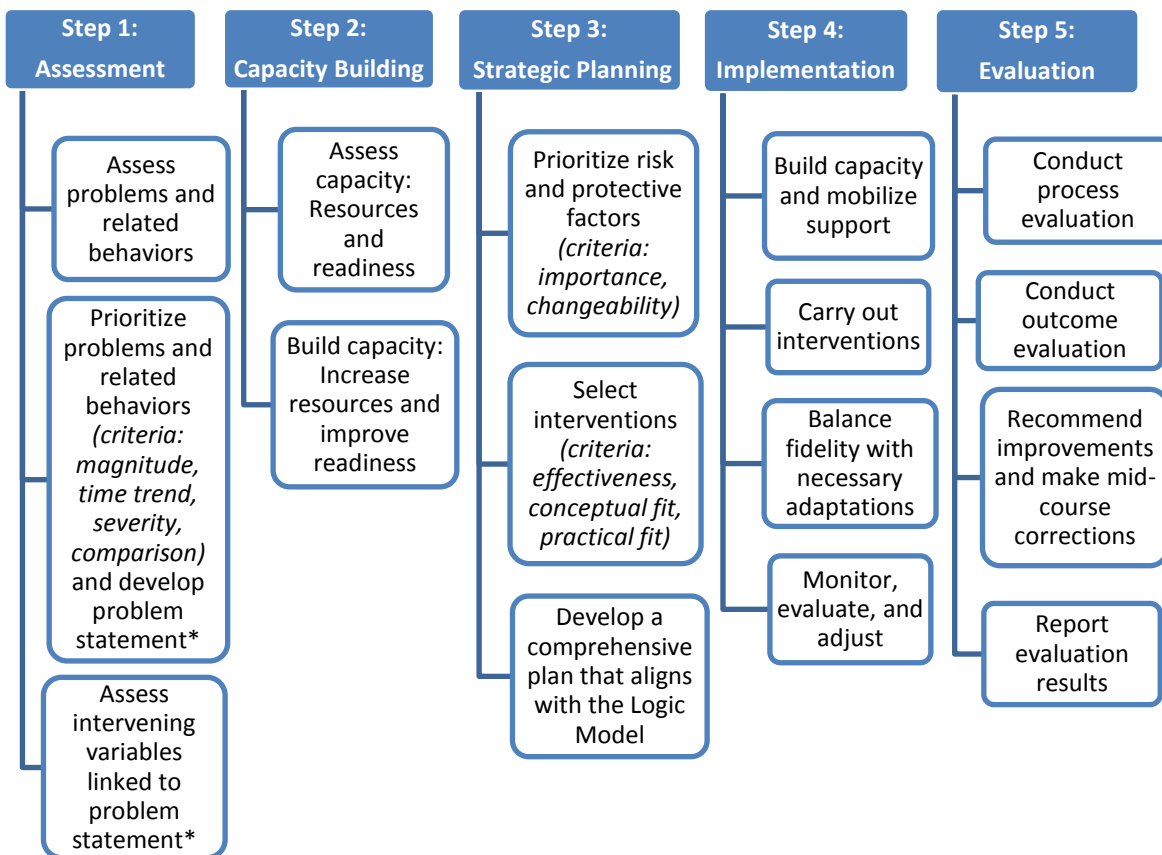 Step 1:
Assessment
Assess
problems and
related
behaviors
Prioritize
problems and
related
behaviors
(criteria:
magnitude,
time trend,
severity,
comparison)
and develop
problem
statement*
Assess
intervening
variables
linked to
problem
statement*
Step 2:
Capacity Building
Assess
capacity:
Resources
and
readiness
Build capacity:
Increase
resources and
improve
readiness
Step 3:
Strategic Planning
Prioritize risk
and protective
factors
(criteria:
importance,
changeability)
Select
interventions
(criteria:
effectiveness,
conceptual fit,
practical fit)
Develop a
comprehensive
plan that aligns
with the Logic
Model
Step 4:
Implementation
Build capacity
and mobilize
support
Carry out
interventions
Balance
fidelity with
necessary
adaptations
Monitor,
evaluate, and
adjust
Step 5:
Evaluation
Conduct
process
evaluation
Conduct
outcome
evaluation
Recommend
improvements
and make mid-
course
corrections
Report
evaluation
results